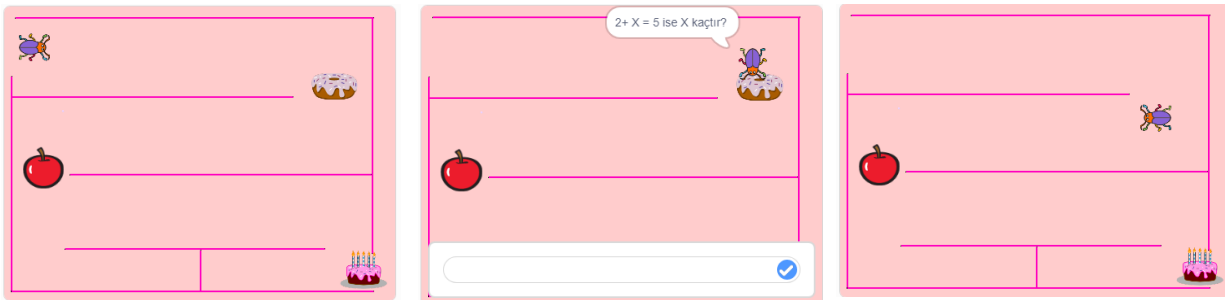 2+ X = 5 ise X kaçtır?